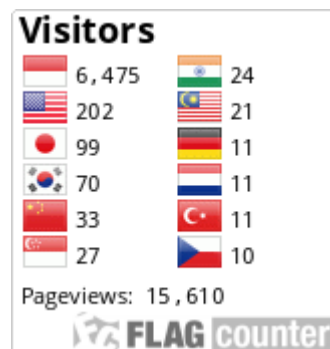 Visitors
6,475 24
202 21
99 11
70 11
33 11
27 10
Pageviews: 15,610
FLAG counter